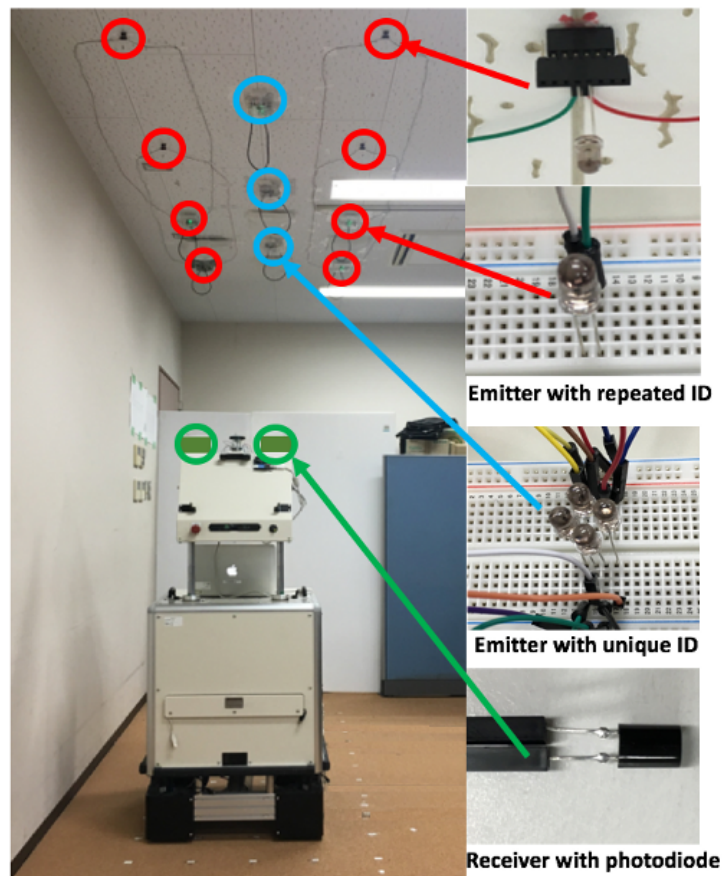 Emitter with repeated ID
Emitter with unique ID
Receiver with photodiode